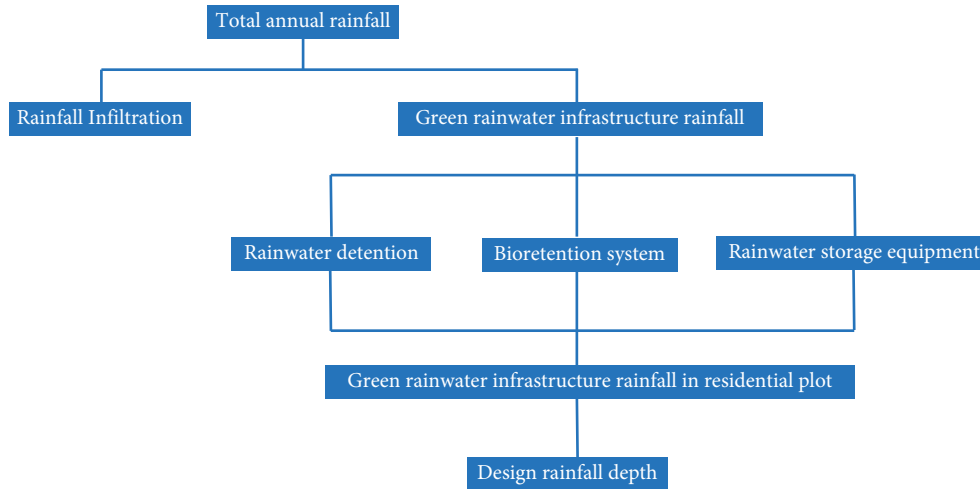 Total annual rainfall
Rainfall Infiltration
Green rainwater infrastructure rainfall
Rainwater detention
Bioretention system
Rainwater storage equipment
Green rainwater infrastructure rainfall in residential plot
Design rainfall depth